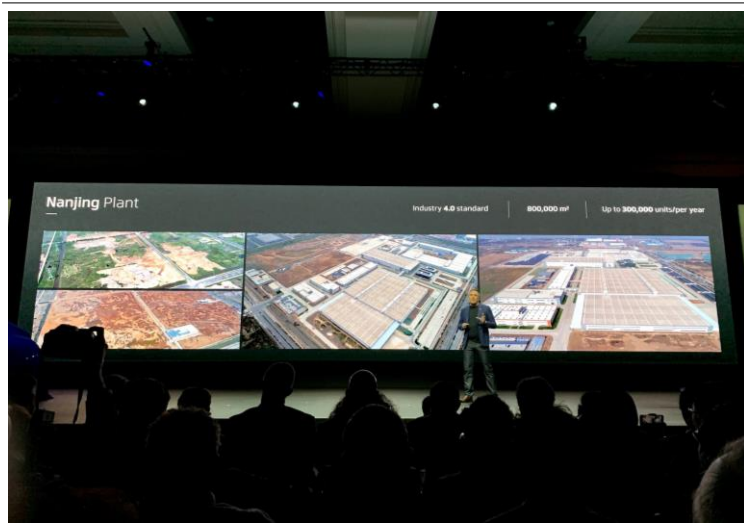 Nanjing Plant
Industry 4.0 standard
800,000 m²
Up to 300,000 units/per year